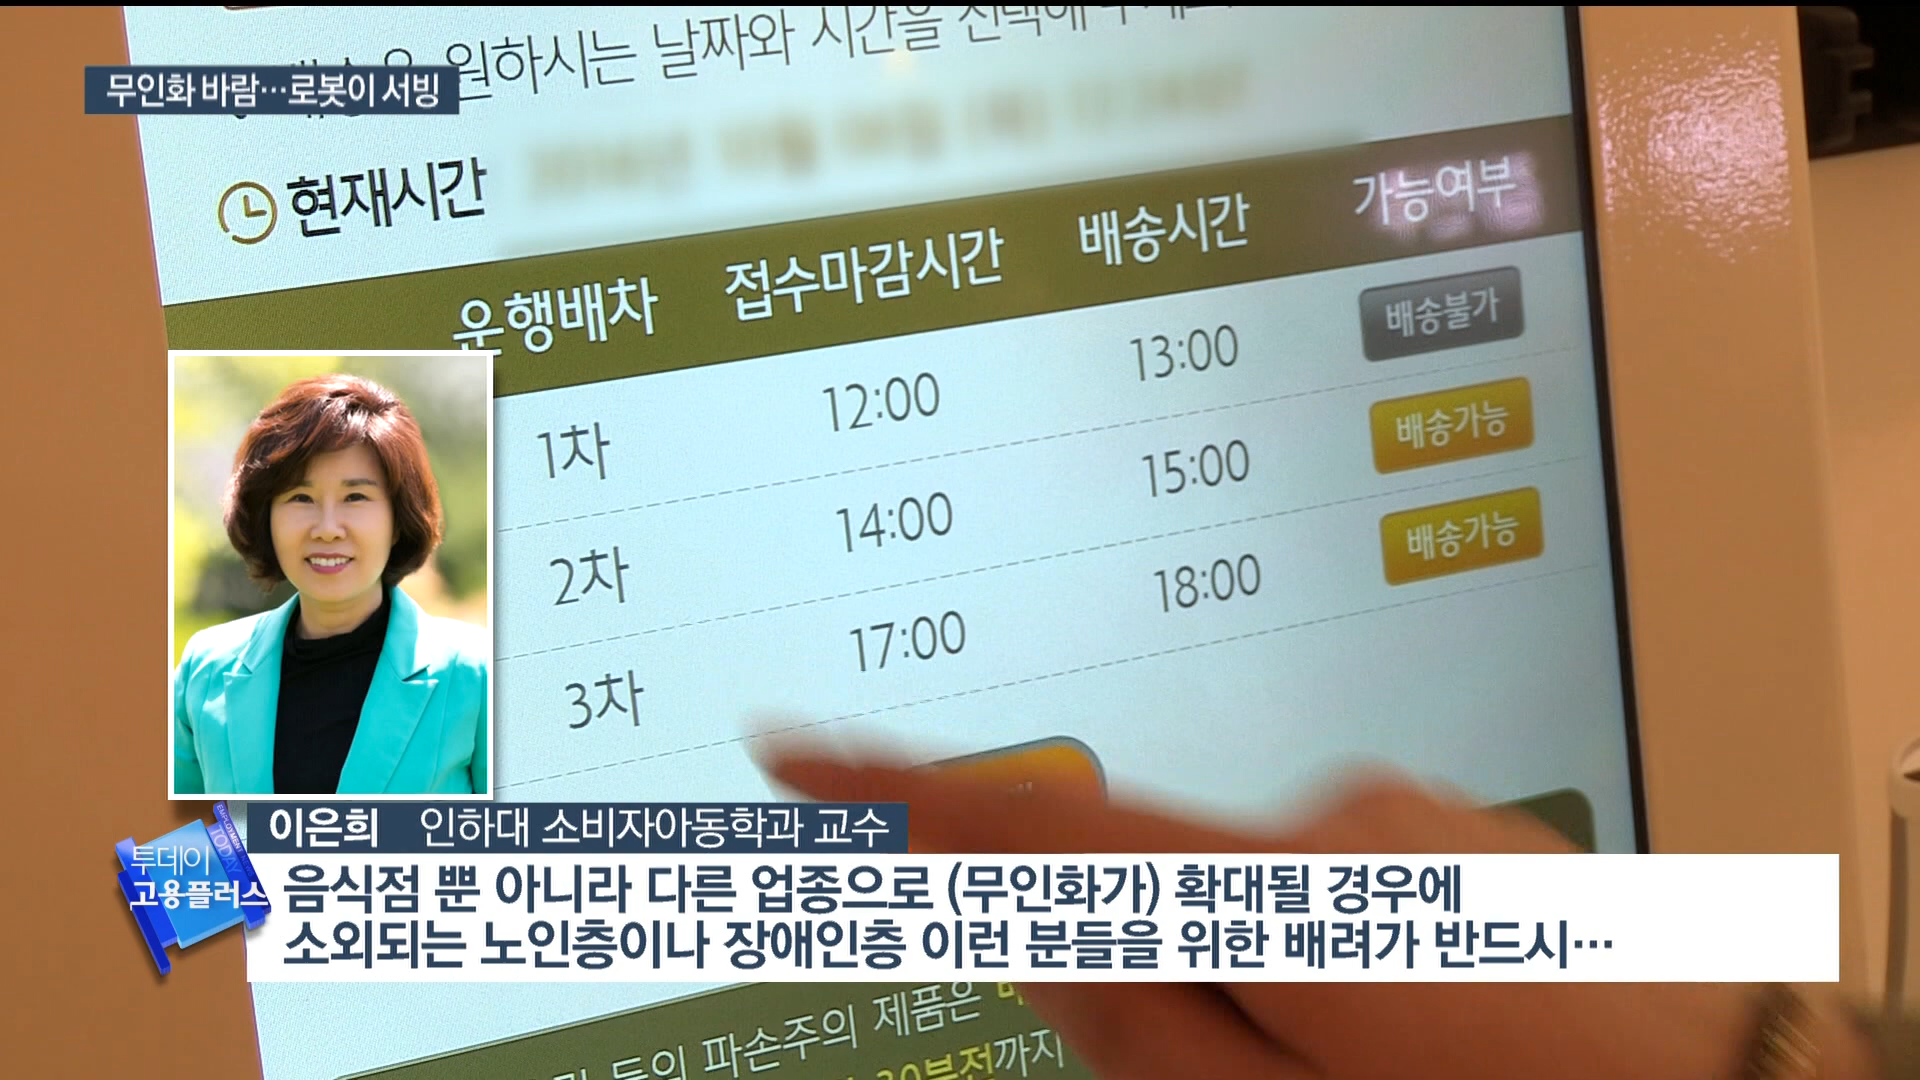 원하시는 날짜와 시간을
무인화 바람…로봇이 서빙
현재시간
운행배차 접수마감시간 배송시간 가능여부
1차 12:00 13:00 배송불가
2차 14:00 15:00 배송가능
3차 17:00 18:00 배송가능
이은희 인하대 소비자아동학과 교수
EMPLOYMENT
TODAY
투데이
고용플러스
음식점 뿐 아니라 다른 업종으로 (무인화가) 확대될 경우에
소외되는 노인층이나 장애인층 이런 분들을 위한 배려가 반드시…
등의 파손주의 제품은
30분전까지